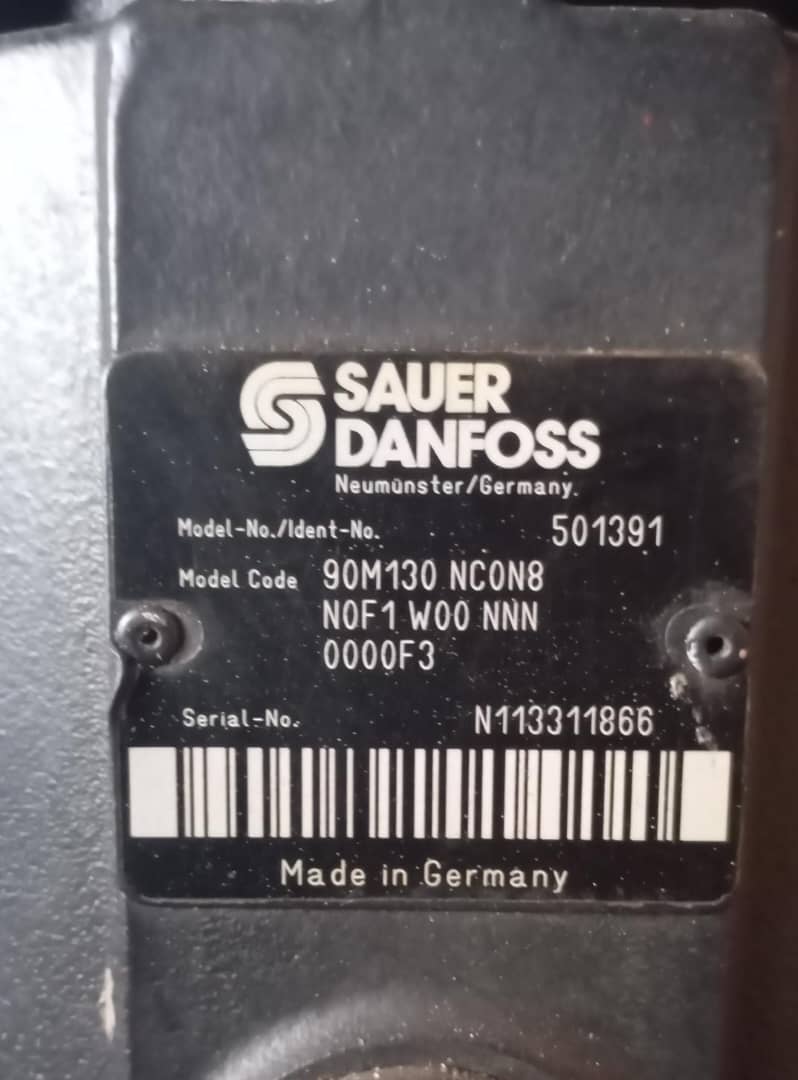 SAUER
DANFOSS
Neumünster/Germany.
Model-No./Ident-No. 501391
Model Code 90M130 NC0N8
N0F1 W00 NNN
0000F3
Serial-No. N113311866
Made in Germany